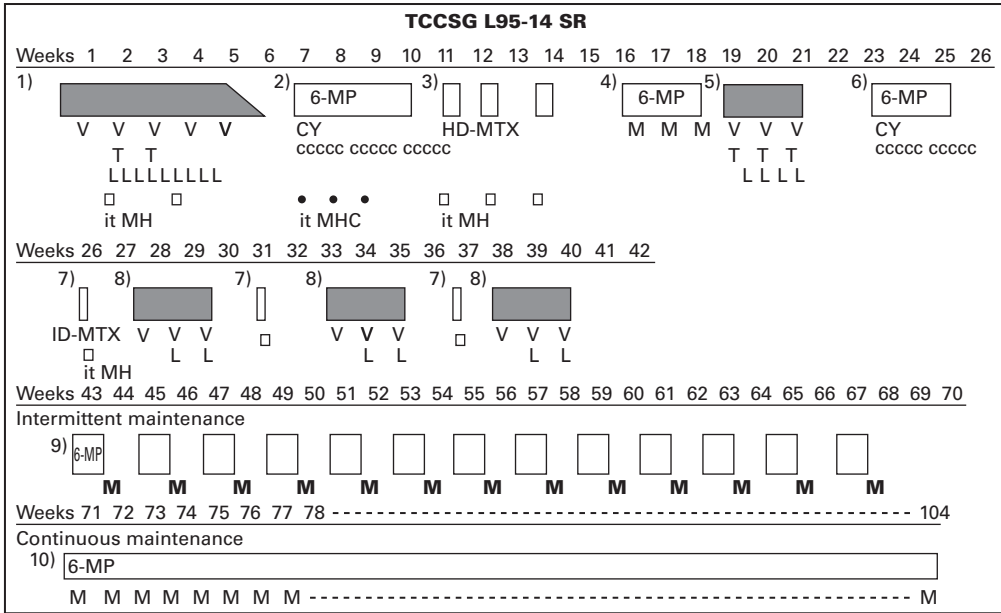 TCCSG L95-14 SR
Weeks 1 2 3 4 5 6 7 8 9 10 11 12 13 14 15 16 17 18 19 20 21 22 23 24 25 26
1) 2) 3) 4) 5) 6)
6-MP 6-MP 6-MP
V V V V V CY HD-MTX M M M V V V CY
T T ccccc ccccc ccccc T T T ccccc ccccc
LLLLLLLLL L L L L
it MH it MHC it MH
Weeks 26 27 28 29 30 31 32 33 34 35 36 37 38 39 40 41 42
7) 8) 7) 8) 7) 8)
ID-MTX V V V V V V V V V
L L L L L L
it MH
Weeks 43 44 45 46 47 48 49 50 51 52 53 54 55 56 57 58 59 60 61 62 63 64 65 66 67 68 69 70
Intermittent maintenance
9) 6-MP
M M M M M M M M M M M M M
Weeks 71 72 73 74 75 76 77 78 - - - - - - - - - - - - - - - - - - - - - - - - - - - - - - 104
Continuous maintenance
10) 6-MP
M M M M M M M M - - - - - - - - - - - - - - - - - - - - - - - - - - - - - - M